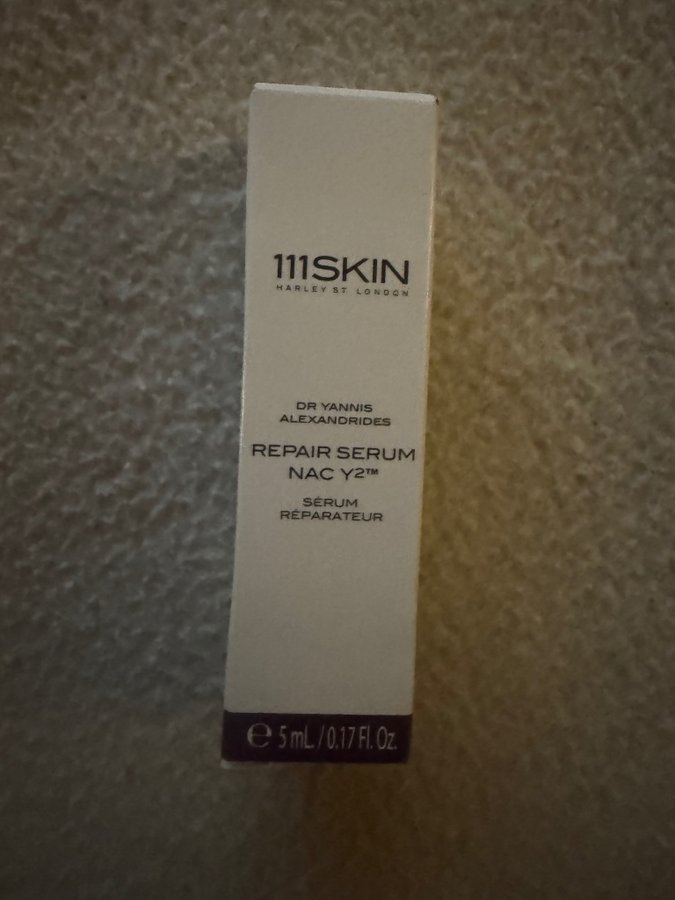 111SKIN
HARLEY ST LONDON
DR YANNIS
ALEXANDRIDES
REPAIR SERUM
NAC Y2™
SÉRUM
RÉPARATEUR
℮ 5 mL. / 0.17 Fl. Oz.